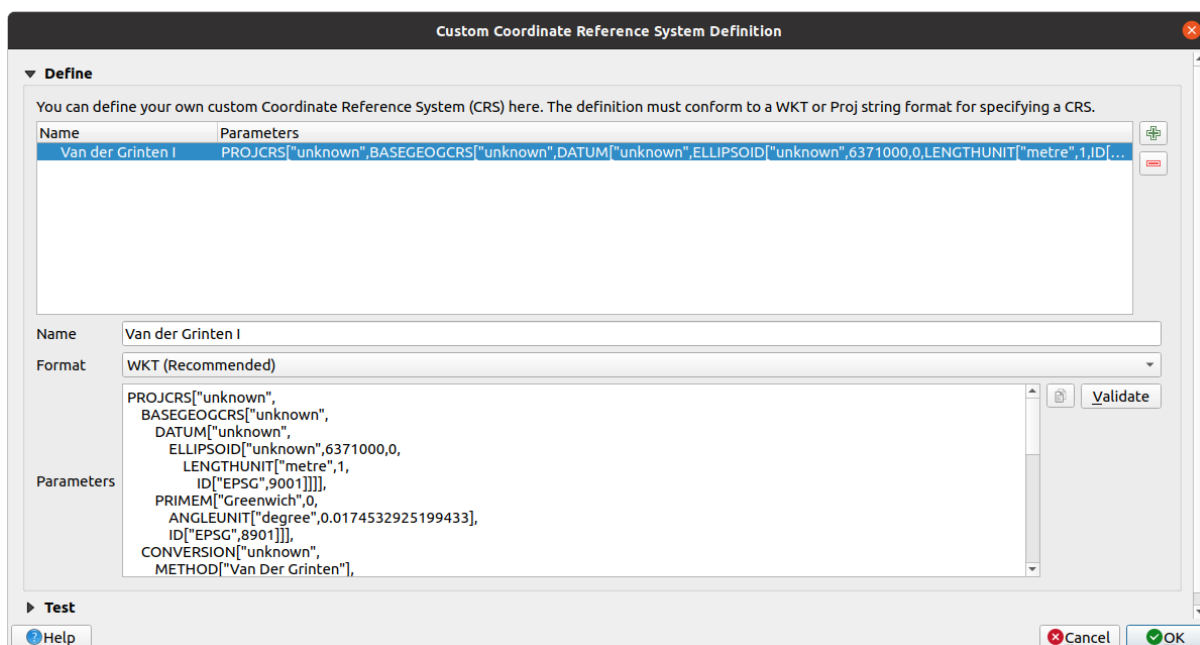 Custom Coordinate Reference System Definition
Define
You can define your own custom Coordinate Reference System (CRS) here. The definition must conform to a WKT or Proj string format for specifying a CRS.
Name Parameters
Van der Grinten I PROJCRS["unknown",BASEGEOGCRS["unknown",DATUM["unknown",ELLIPSOID["unknown",6371000,0,LENGTHUNIT["metre",1,ID[...
Name Van der Grinten I
Format WKT (Recommended)
PROJCRS["unknown",
Validate
BASEGEOGCRS["unknown",
DATUM["unknown",
ELLIPSOID["unknown",6371000,0,
LENGTHUNIT["metre",1,
Parameters
ID["EPSG",9001]]]],
PRIMEM["Greenwich",0,
ANGLEUNIT["degree",0.0174532925199433],
ID["EPSG",8901]]],
CONVERSION["unknown",
METHOD["Van Der Grinten"],
Test
Help Cancel OK